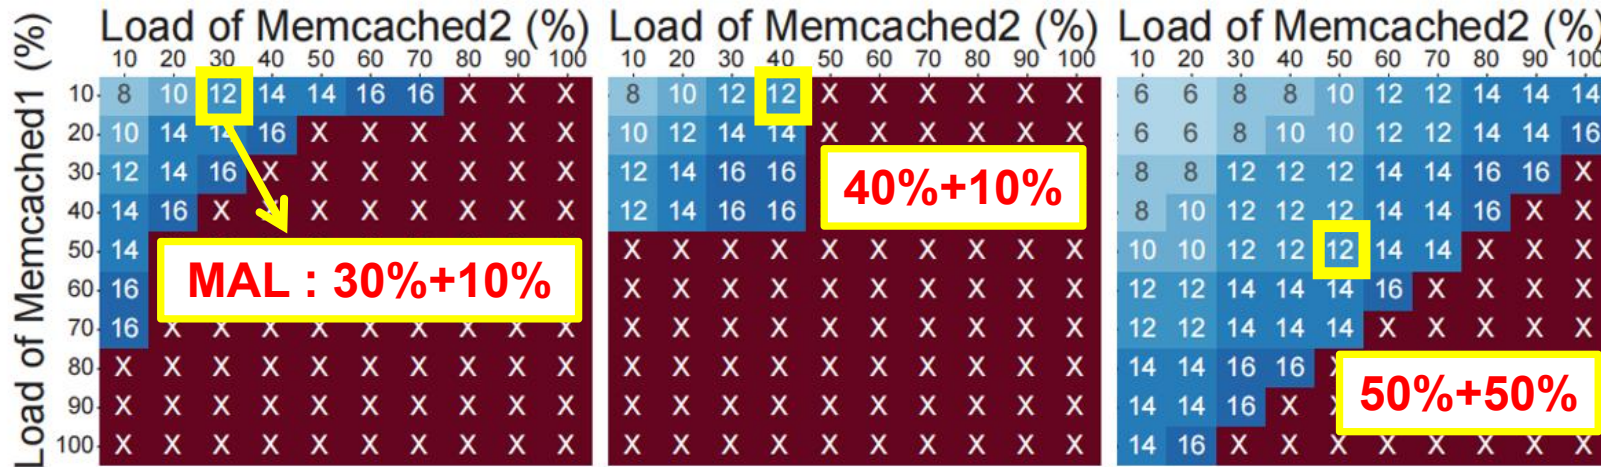 Load of Memcached1 (%)
Load of Memcached2 (%)
10 20 30 40 50 60 70 80 90 100
10 8 10 12 14 14 16 16 X X X
20 10 14 14 16 X X X X X X
30 12 14 16 X X X X X X X
40 14 16 X X X X X X X X
50 14
60 16
MAL : 30%+10%
70 16 X X X X X X X X X
80 X X X X X X X X X X
90 X X X X X X X X X X
100 X X X X X X X X X X
Load of Memcached2 (%)
10 20 30 40 50 60 70 80 90 100
8 10 12 12 X X X X X X
10 12 14 14 X X X X X X
12 14 16 16
12 14 16 16
40%+10%
X X X X X X X X X X
X X X X X X X X X X
X X X X X X X X X X
X X X X X X X X X X
X X X X X X X X X X
X X X X X X X X X X
Load of Memcached2 (%)
10 20 30 40 50 60 70 80 90 100
6 6 8 8 10 12 12 14 14 14
6 6 8 10 10 12 12 14 14 16
8 8 12 12 12 14 14 16 16 X
8 10 12 12 12 14 14 16 X X
10 10 12 12 12 14 14 X X X
12 12 14 14 14 16 X X X X
12 12 14 14 14 X X X X X
14 14 16 16
14 14 16 X
50%+50%
14 16 X X X X X X X X